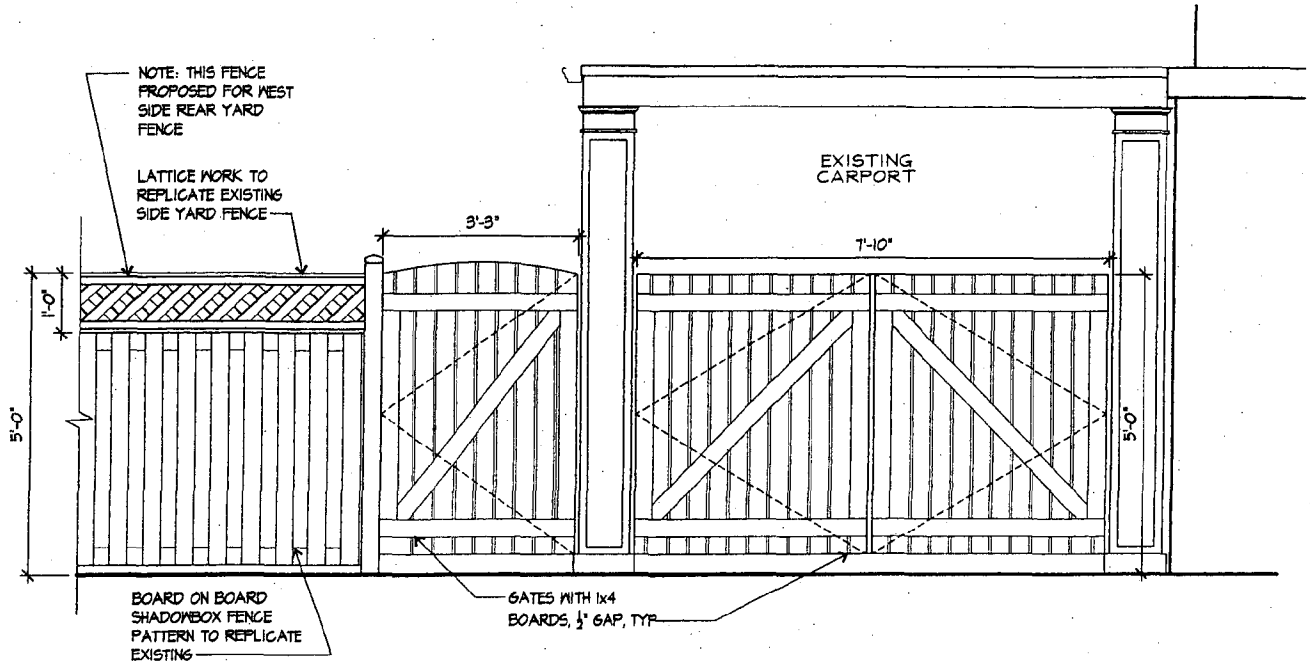 NOTE: THIS FENCE
PROPOSED FOR WEST
SIDE REAR YARD
FENCE
LATTICE WORK TO
REPLICATE EXISTING
SIDE YARD FENCE
EXISTING
CARPORT
3'-3"
7'-10"
1'-0"
5'-0"
5'-0"
BOARD ON BOARD
SHADOWBOX FENCE
PATTERN TO REPLICATE
EXISTING
GATES WITH 1x4
BOARDS, ½" GAP, TYP